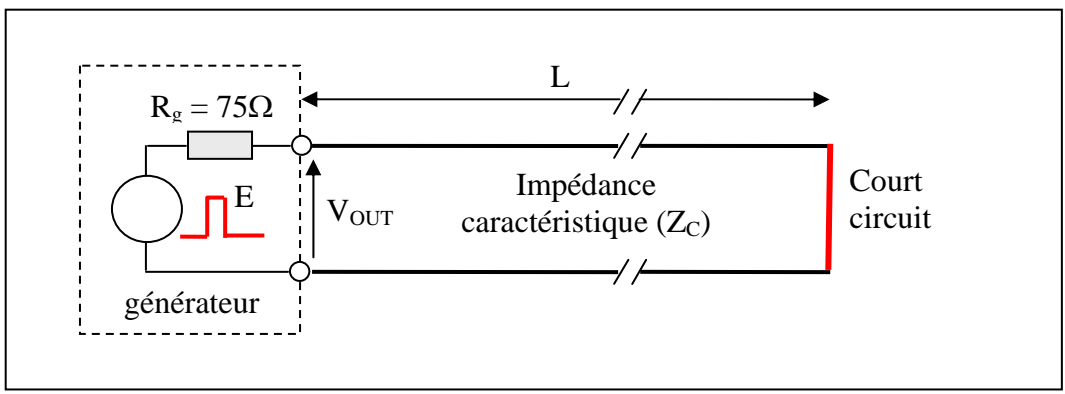 L
Rg = 75Ω
E
VOUT
Impédance
caractéristique (ZC)
Court
circuit
générateur